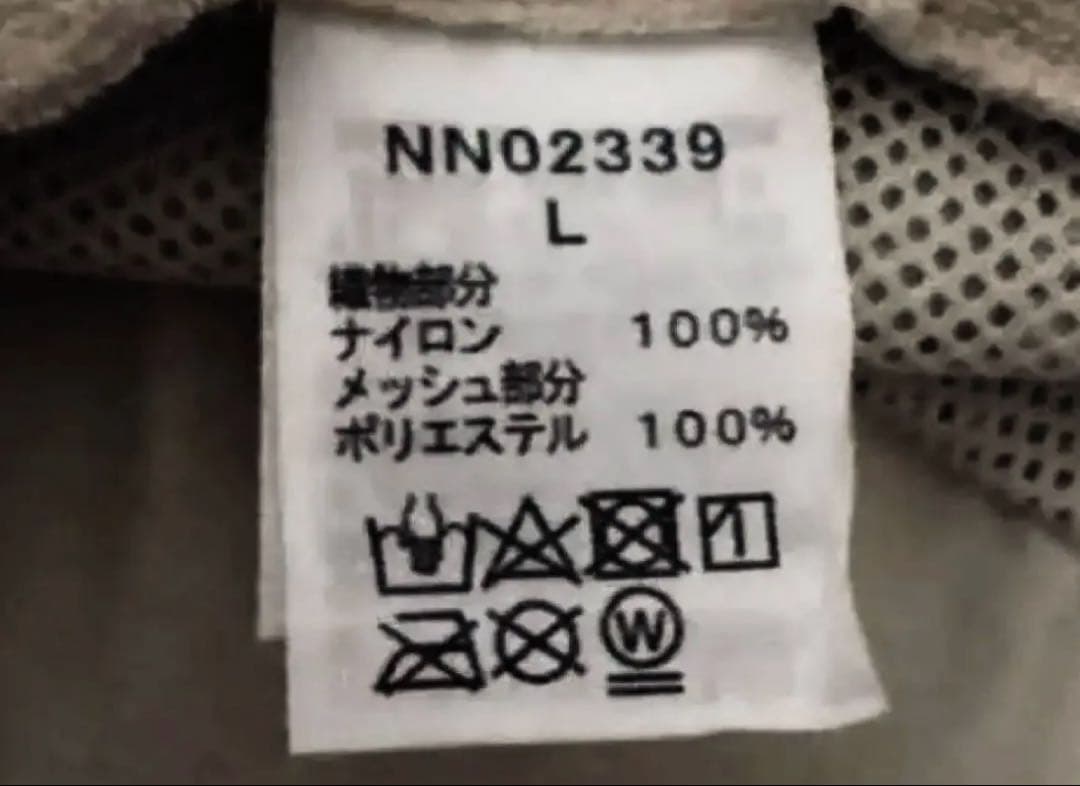 NN02339
L
織物部分
ナイロン 100%
メッシュ部分
ポリエステル 100%
W